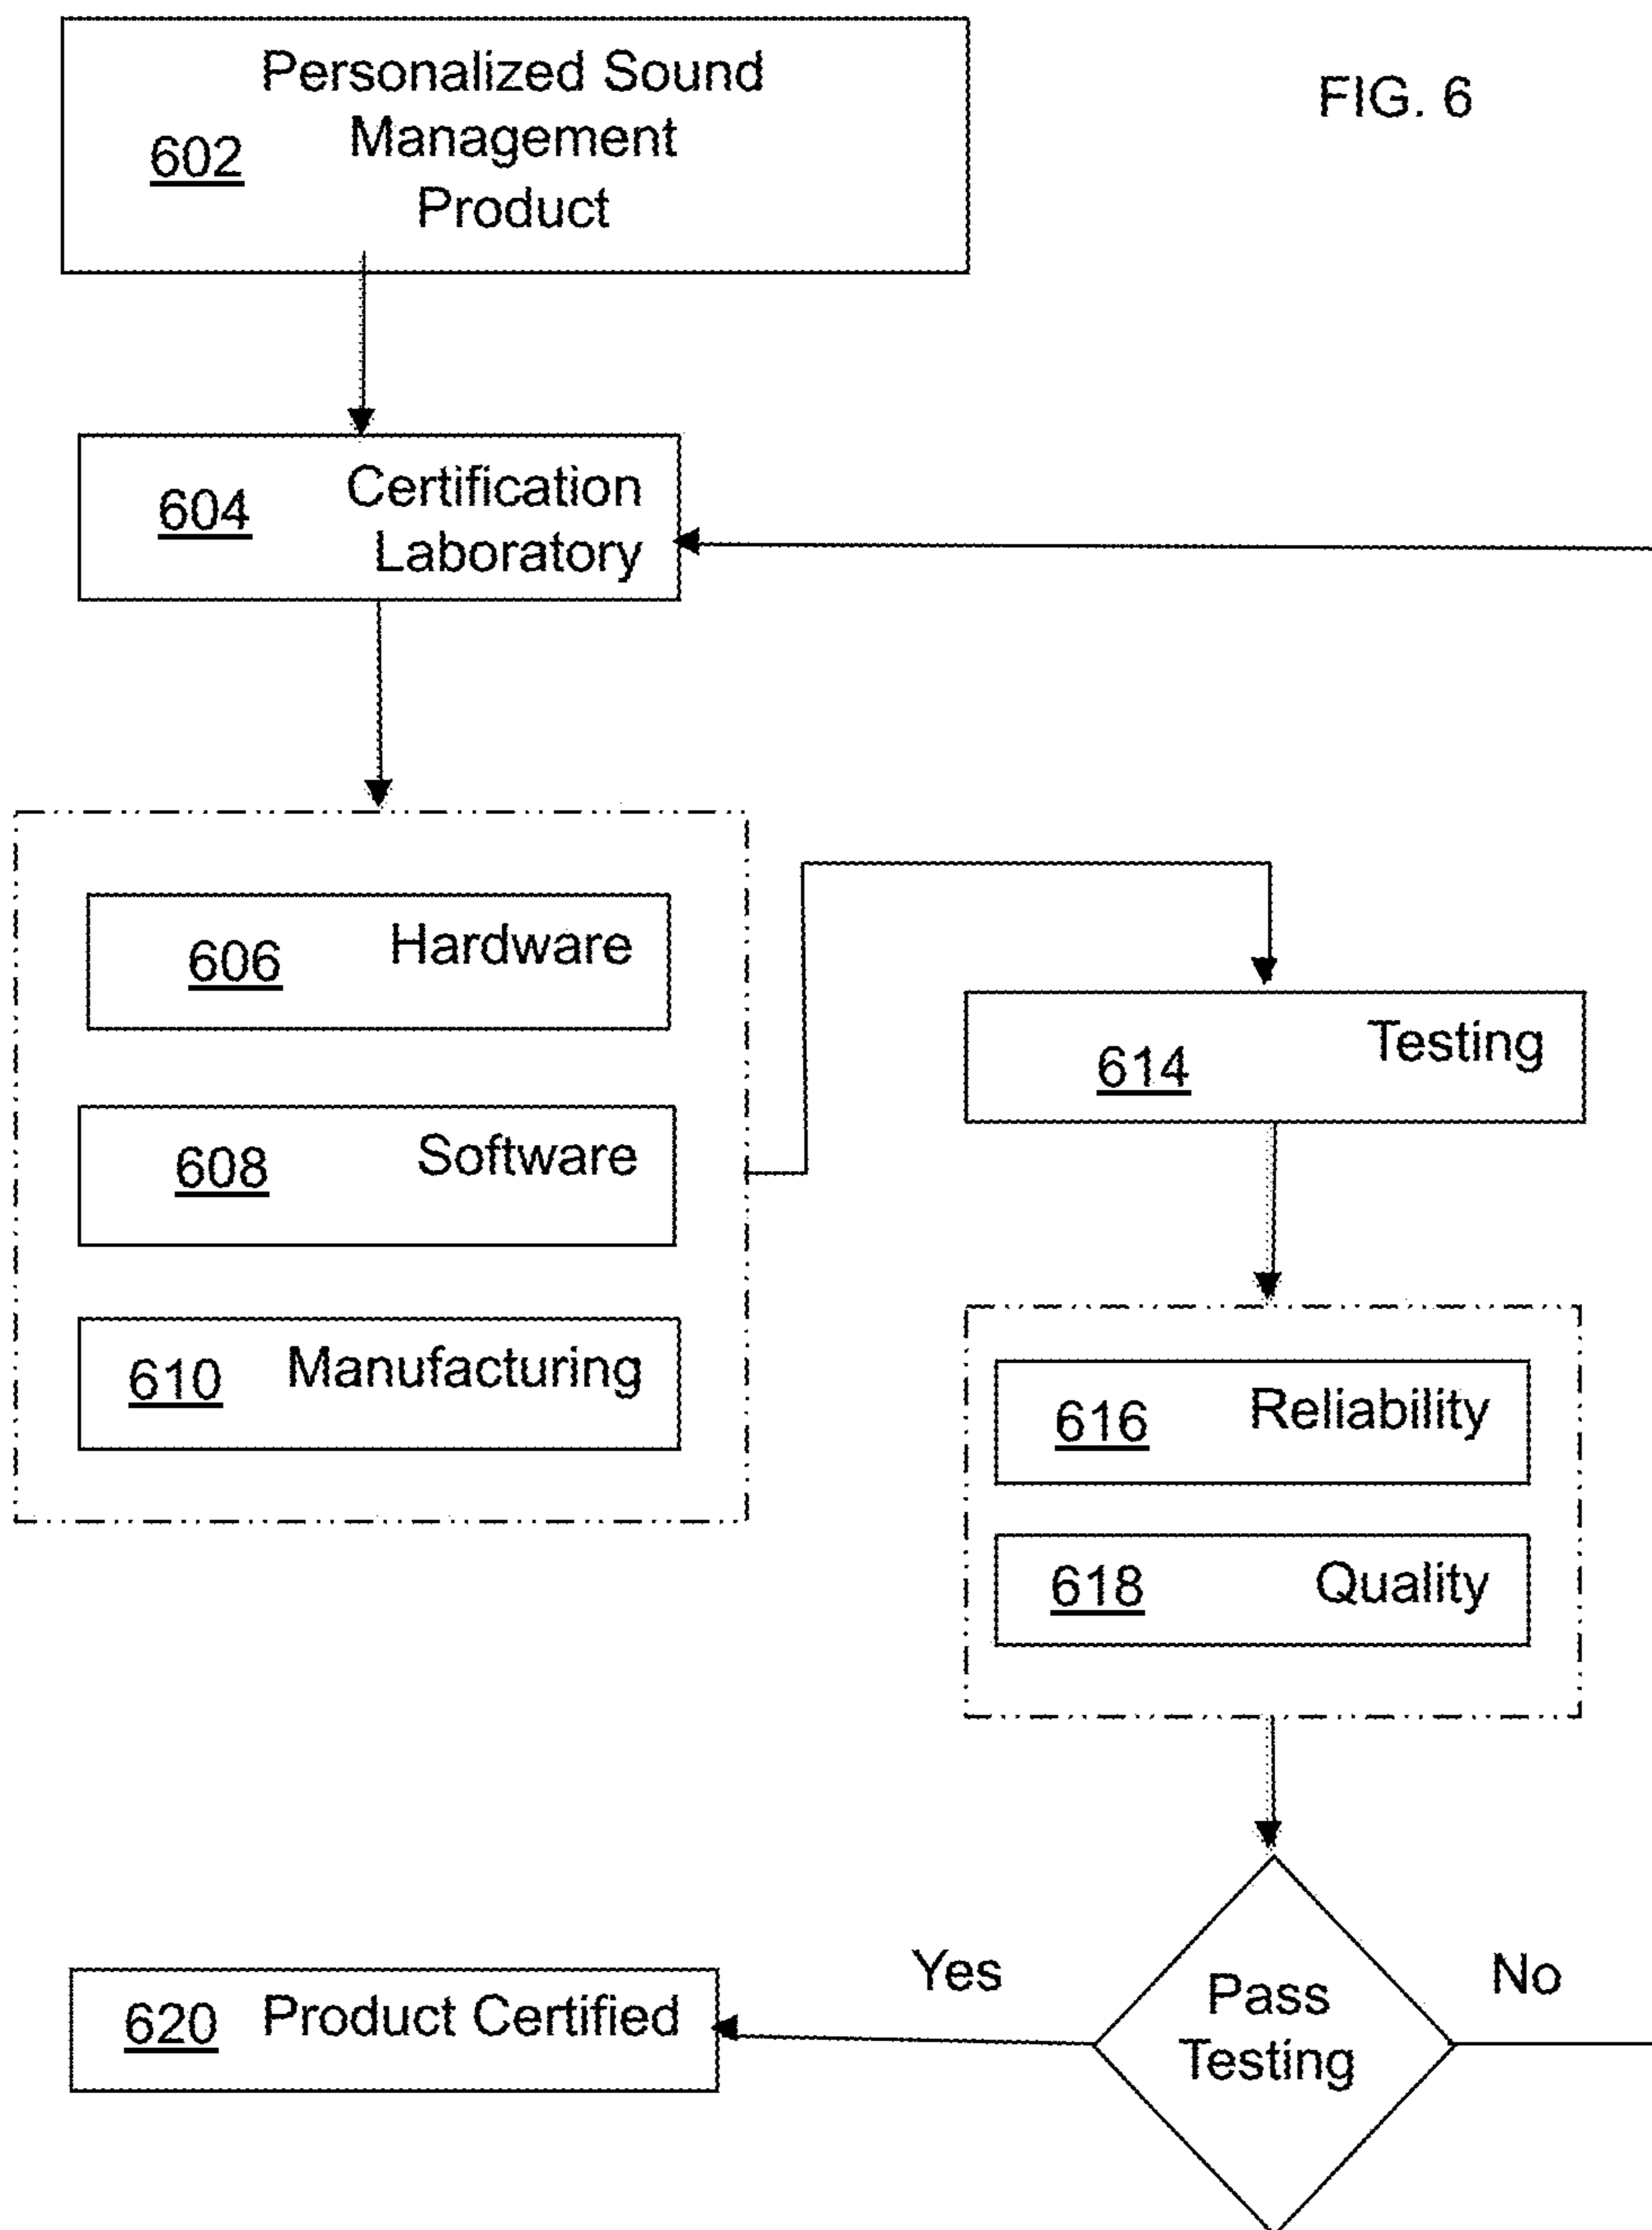 FIG. 6
Personalized Sound
Management
602
Product
Certification
604
Laboratory
Hardware
606
Software
608
Manufacturing
610
Testing
614
Reliability
616
Quality
618
Pass
Testing
Yes
No
620 Product Certified